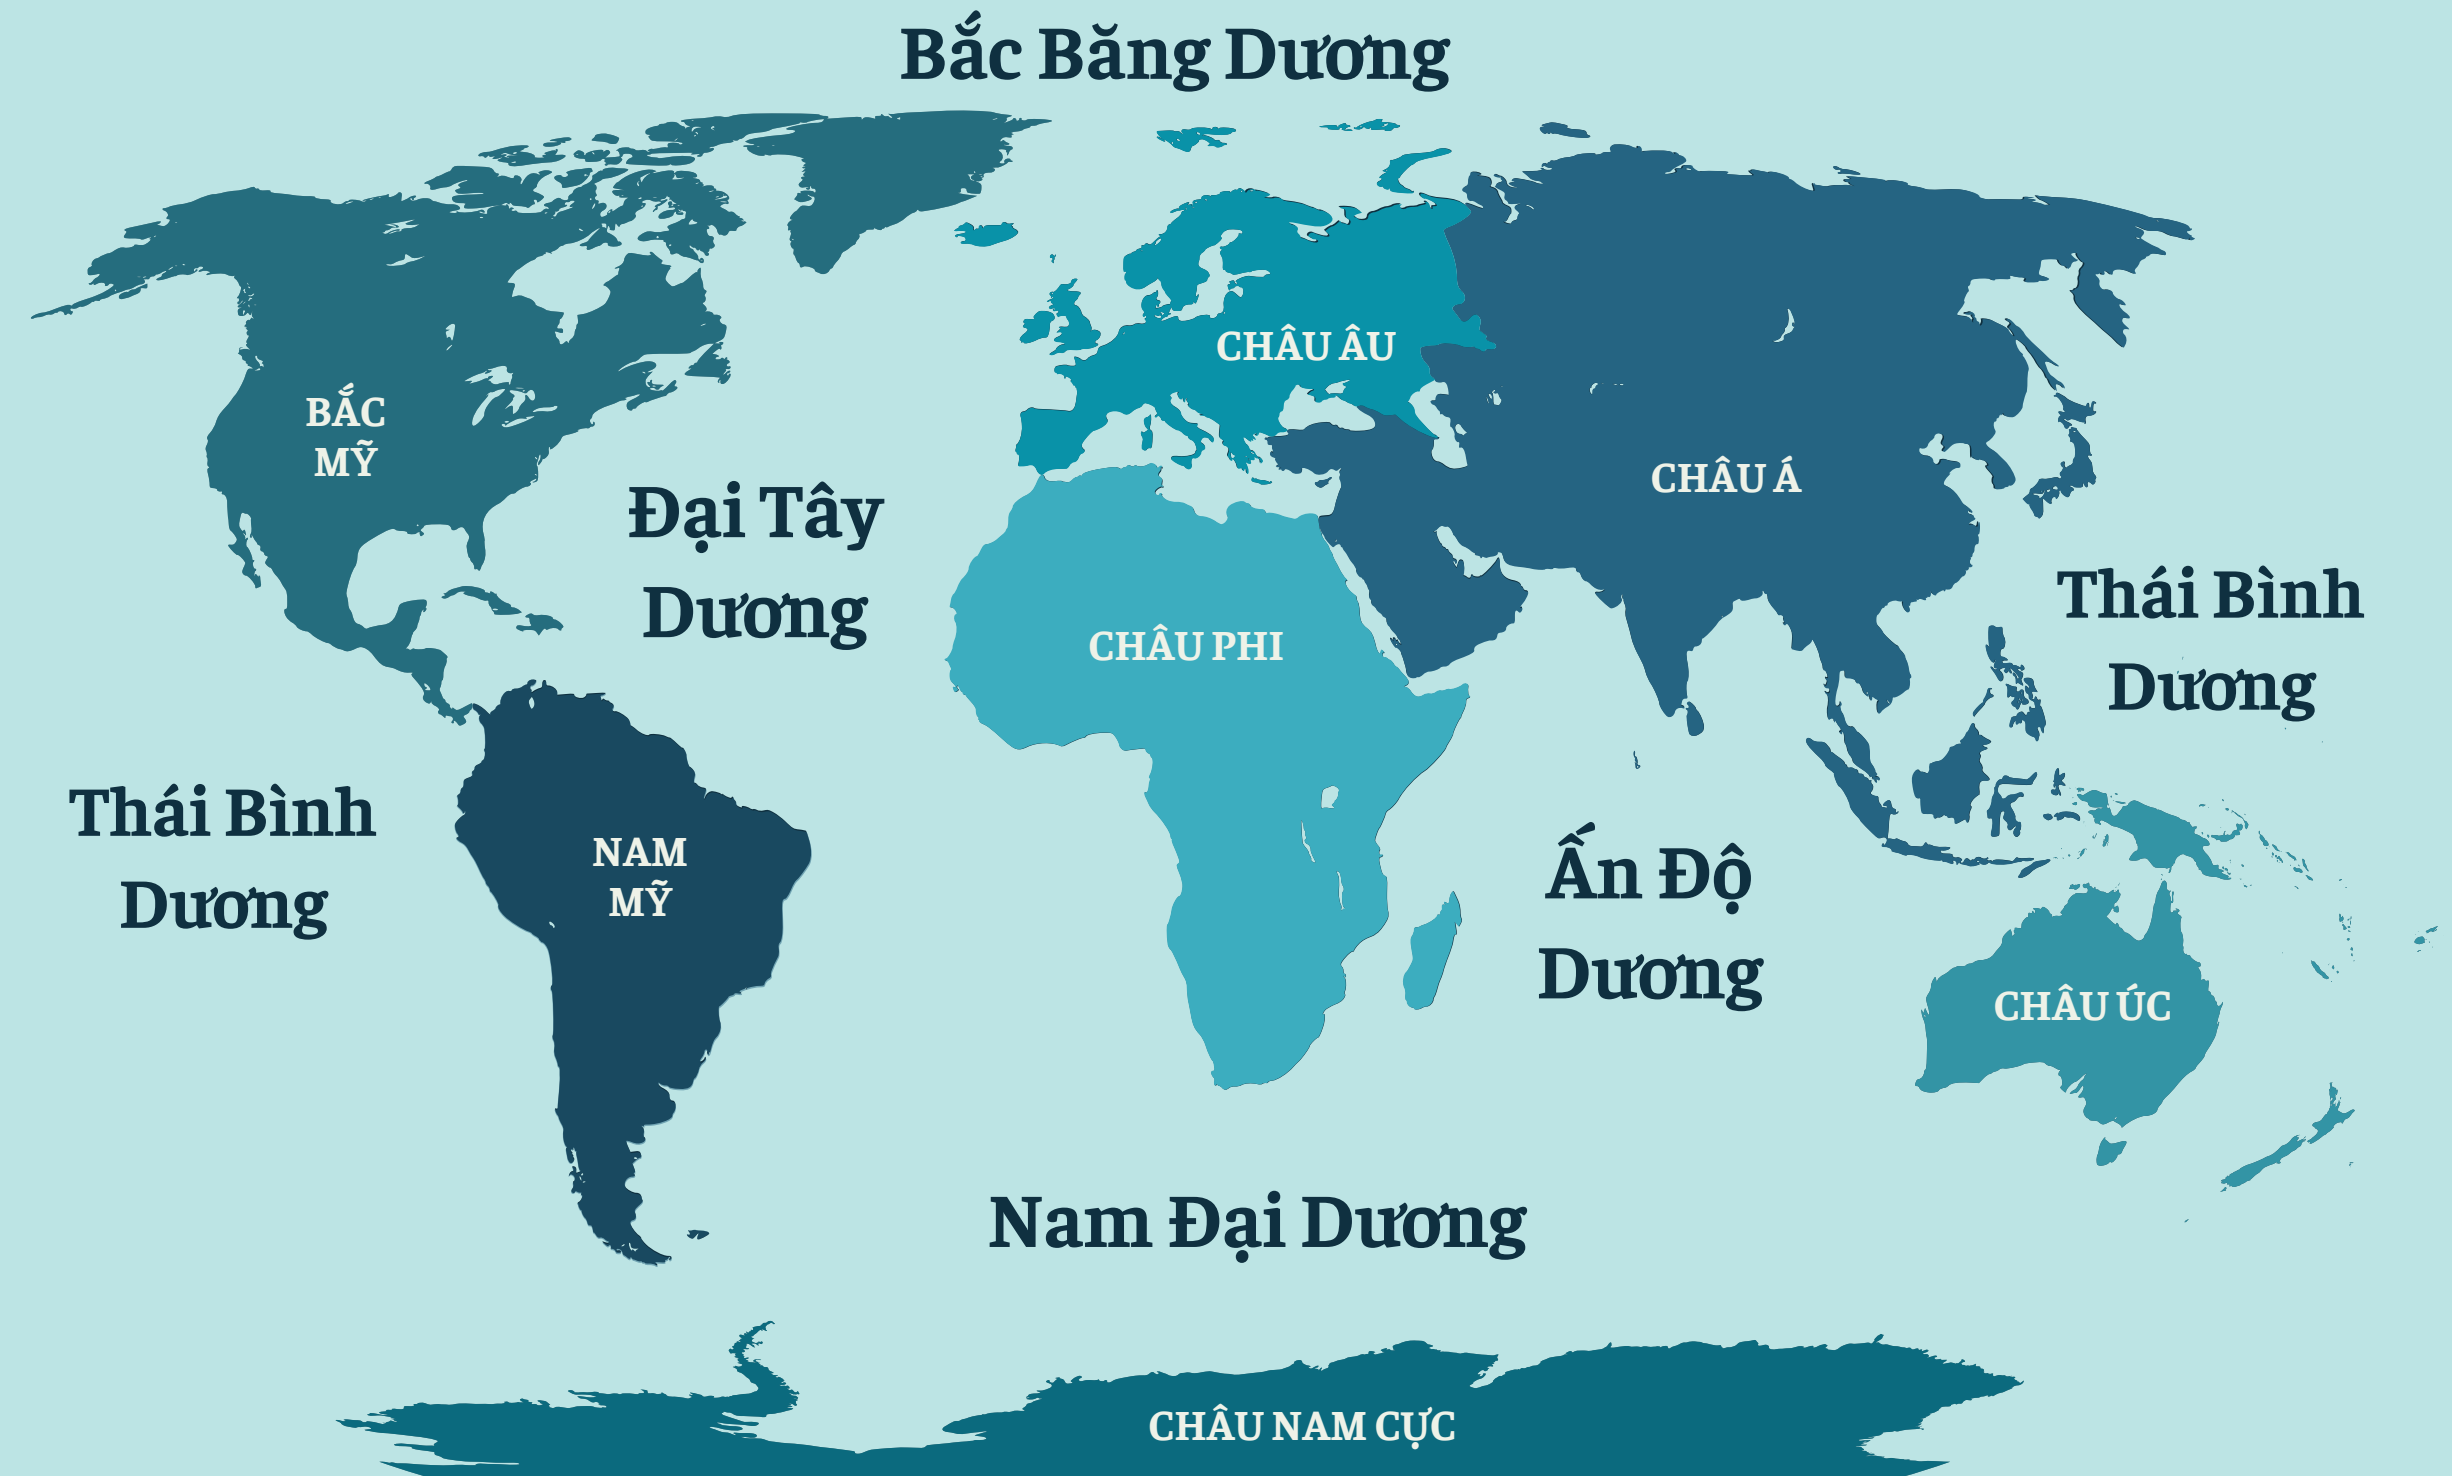 Bắc Băng Dương
CHÂU ÂU
BẮC
MỸ
CHÂU Á
Đại Tây
Dương
Thái Bình
Dương
CHÂU PHI
Thái Bình
Dương
NAM
MỸ
Ấn Độ
Dương
CHÂU ÚC
Nam Đại Dương
CHÂU NAM CỰC